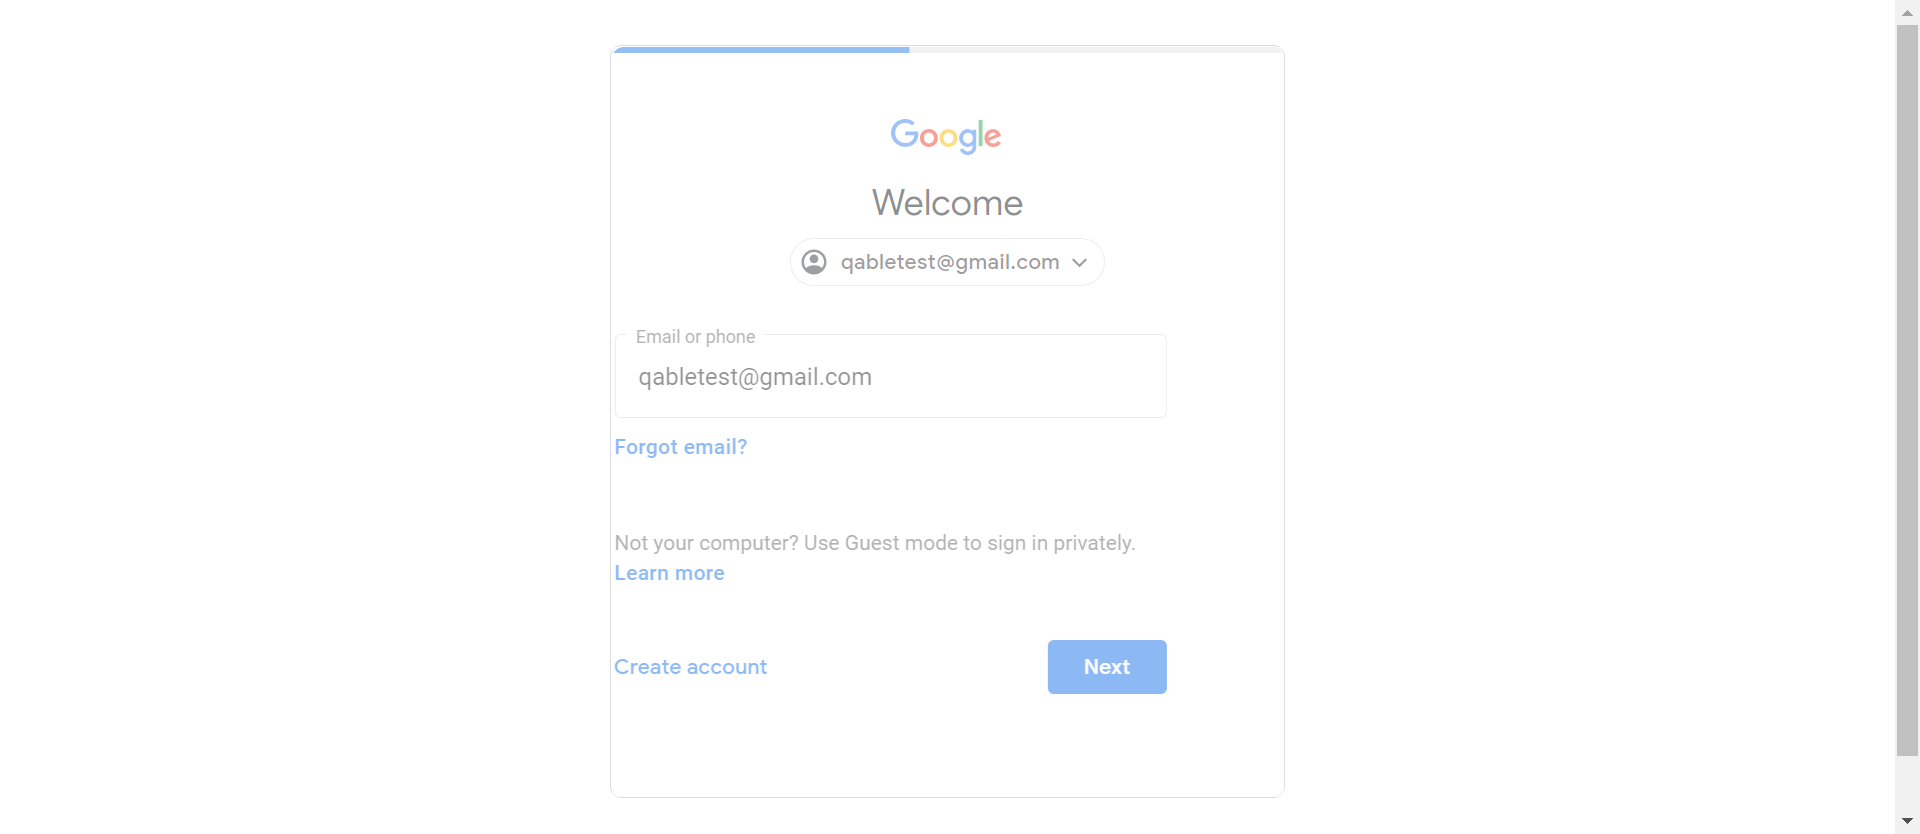 Google
Welcome
qabletest@gmail.com
Email or phone
qabletest@gmail.com
Forgot email?
Not your computer? Use Guest mode to sign in privately.
Learn more
Create account
Next